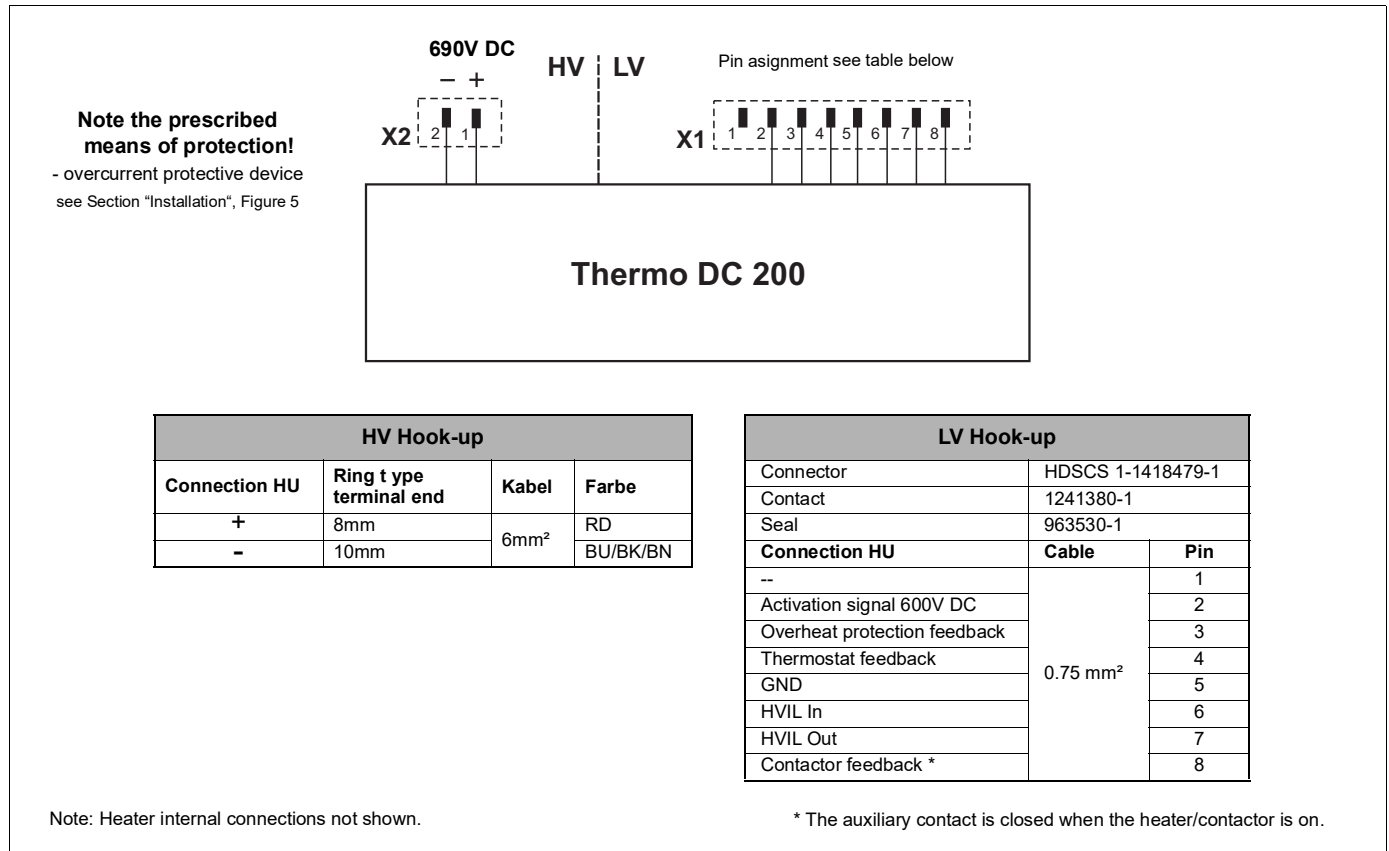 690V DC
− +
HV LV
Pin asignment see table below
Note the prescribed
means of protection!
- overcurrent protective device
see Section “Installation“, Figure 5
X2 2 1
X1 1 2 3 4 5 6 7 8
Thermo DC 200
HV Hook-up
Connection HU Ring t ype terminal end Kabel Farbe
+ 8mm 6mm² RD
- 10mm BU/BK/BN
LV Hook-up
Connector HDSCS 1-1418479-1
Contact 1241380-1
Seal 963530-1
Connection HU Cable Pin
-- 1
Activation signal 600V DC 2
Overheat protection feedback 3
Thermostat feedback 4
0.75 mm²
GND 5
HVIL In 6
HVIL Out 7
Contactor feedback * 8
Note: Heater internal connections not shown.
* The auxiliary contact is closed when the heater/contactor is on.